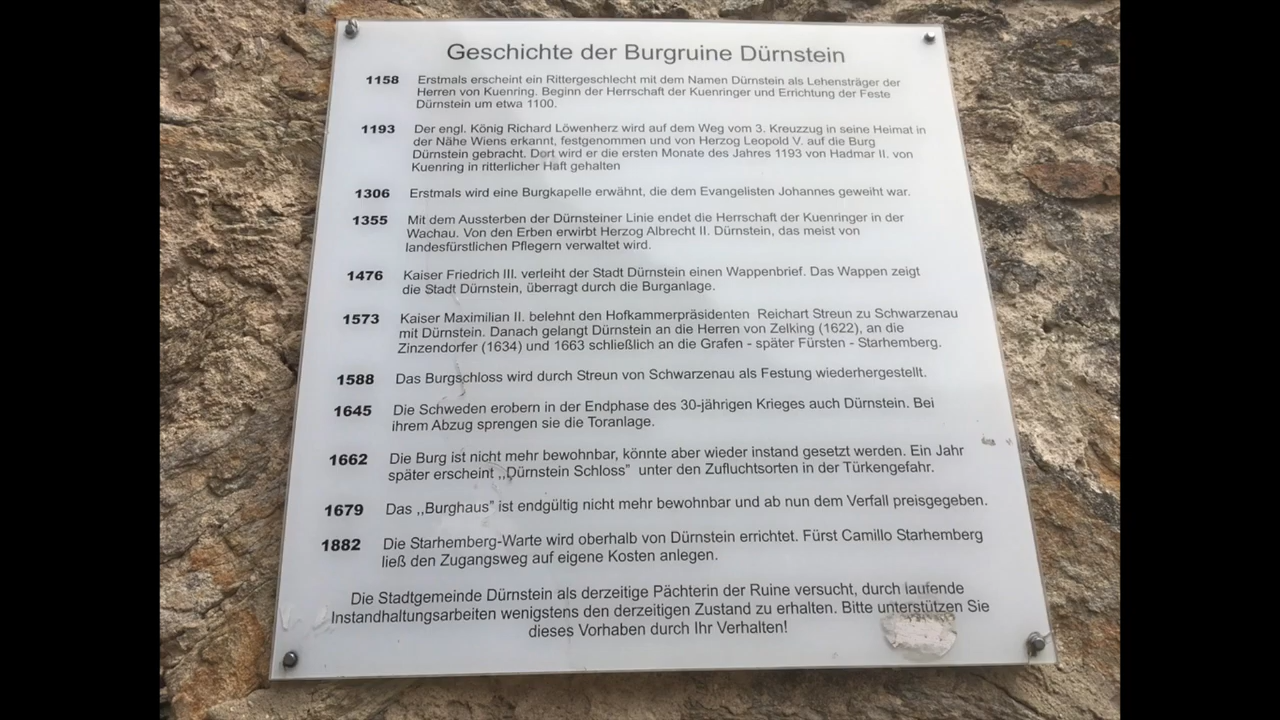 Geschichte der Burgruine Dürnstein
1158 Erstmals erscheint ein Rittergeschlecht mit dem Namen Dürnstein als Lehensträger der
Herren von Kuenring. Beginn der Herrschaft der Kuenringer und Errichtung der Feste
Dürnstein um etwa 1100.
1193 Der engl. König Richard Löwenherz wird auf dem Weg vom 3. Kreuzzug in seine Heimat in
der Nähe Wiens erkannt, festgenommen und von Herzog Leopold V. auf die Burg
Dürnstein gebracht. Dort wird er die ersten Monate des Jahres 1193 von Hadmar II. von
Kuenring in ritterlicher Haft gehalten
1306 Erstmals wird eine Burgkapelle erwähnt, die dem Evangelisten Johannes geweiht war.
1355 Mit dem Aussterben der Dürnsteiner Linie endet die Herrschaft der Kuenringer in der
Wachau. Von den Erben erwirbt Herzog Albrecht II. Dürnstein, das meist von
landesfürstlichen Pflegern verwaltet wird.
1476 Kaiser Friedrich III. verleiht der Stadt Dürnstein einen Wappenbrief. Das Wappen zeigt
die Stadt Dürnstein, überragt durch die Burganlage.
1573 Kaiser Maximilian II. belehnt den Hofkammerpräsidenten Reichart Streun zu Schwarzenau
mit Dürnstein. Danach gelangt Dürnstein an die Herren von Zelking (1622), an die
Zinzendorfer (1634) und 1663 schließlich an die Grafen - später Fürsten - Starhemberg.
1588 Das Burgschloss wird durch Streun von Schwarzenau als Festung wiederhergestellt.
1645 Die Schweden erobern in der Endphase des 30-jährigen Krieges auch Dürnstein. Bei
ihrem Abzug sprengen sie die Toranlage.
1662 Die Burg ist nicht mehr bewohnbar, könnte aber wieder instand gesetzt werden. Ein Jahr
später erscheint ,,Dürnstein Schloss" unter den Zufluchtsorten in der Türkengefahr.
1679 Das ,,Burghaus" ist endgültig nicht mehr bewohnbar und ab nun dem Verfall preisgegeben.
1882 Die Starhemberg-Warte wird oberhalb von Dürnstein errichtet. Fürst Camillo Starhemberg
ließ den Zugangsweg auf eigene Kosten anlegen.
Die Stadtgemeinde Dürnstein als derzeitige Pächterin der Ruine versucht, durch laufende
Instandhaltungsarbeiten wenigstens den derzeitigen Zustand zu erhalten. Bitte unterstützen Sie
dieses Vorhaben durch Ihr Verhalten!